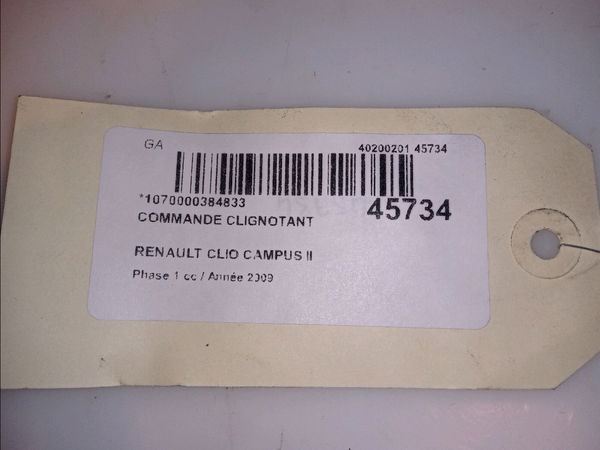 GA
40200201 45734
*1070000384833
45734
COMMANDE CLIGNOTANT
RENAULT CLIO CAMPUS II
Phase 1 cc / Année 2009